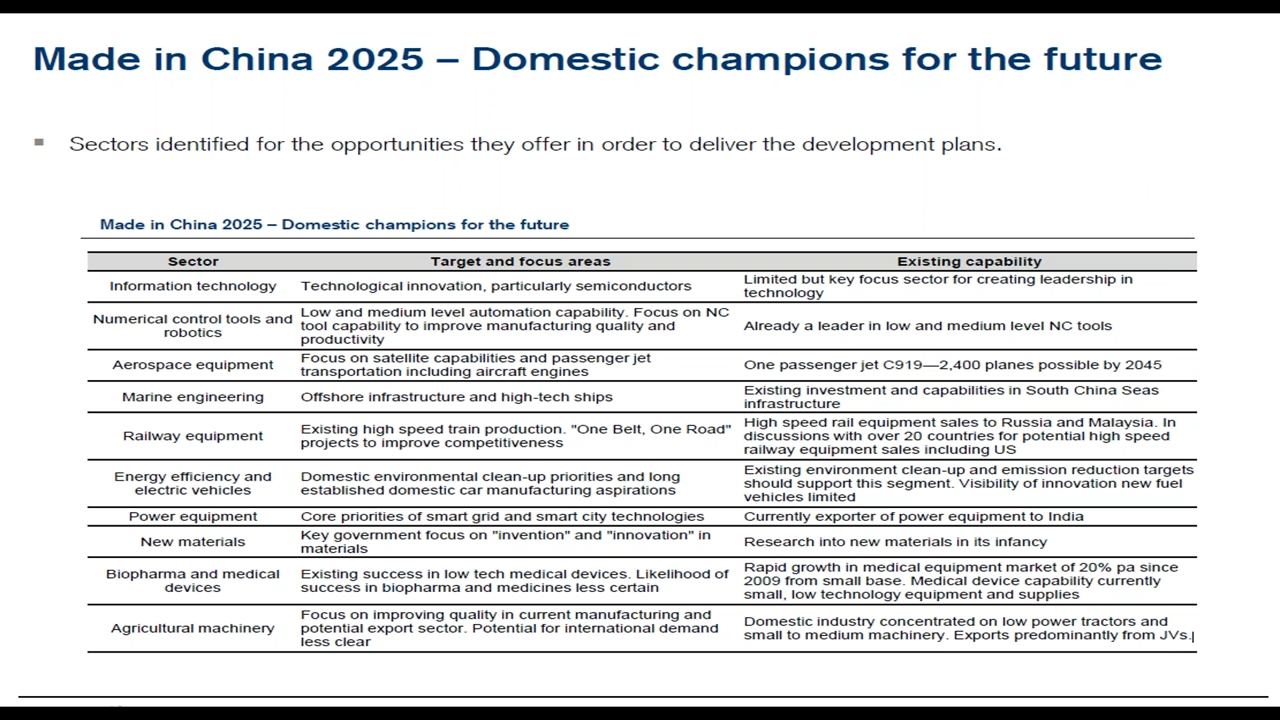 Made in China 2025 – Domestic champions for the future
Sectors identified for the opportunities they offer in order to deliver the development plans.
Made in China 2025 – Domestic champions for the future
Sector Target and focus areas Existing capability
Information technology
Technological innovation, particularly semiconductors
Limited but key focus sector for creating leadership in
technology
Numerical control tools and
robotics
Low and medium level automation capability. Focus on NC
tool capability to improve manufacturing quality and
productivity
Already a leader in low and medium level NC tools
Aerospace equipment
Focus on satellite capabilities and passenger jet
transportation including aircraft engines
One passenger jet C919—2,400 planes possible by 2045
Marine engineering
Offshore infrastructure and high-tech ships
Existing investment and capabilities in South China Seas
infrastructure
Railway equipment
Existing high speed train production. "One Belt, One Road"
projects to improve competitiveness
High speed rail equipment sales to Russia and Malaysia. In
discussions with over 20 countries for potential high speed
railway equipment sales including US
Energy efficiency and
electric vehicles
Domestic environmental clean-up priorities and long
established domestic car manufacturing aspirations
Existing environment clean-up and emission reduction targets
should support this segment. Visibility of innovation new fuel
vehicles limited
Power equipment
Core priorities of smart grid and smart city technologies
Currently exporter of power equipment to India
New materials
Key government focus on "invention" and "innovation" in
materials
Research into new materials in its infancy
Biopharma and medical
devices
Existing success in low tech medical devices. Likelihood of
success in biopharma and medicines less certain
Rapid growth in medical equipment market of 20% pa since
2009 from small base. Medical device capability currently
small, low technology equipment and supplies
Agricultural machinery
Focus on improving quality in current manufacturing and
potential export sector. Potential for international demand
less clear
Domestic industry concentrated on low power tractors and
small to medium machinery. Exports predominantly from JVs.